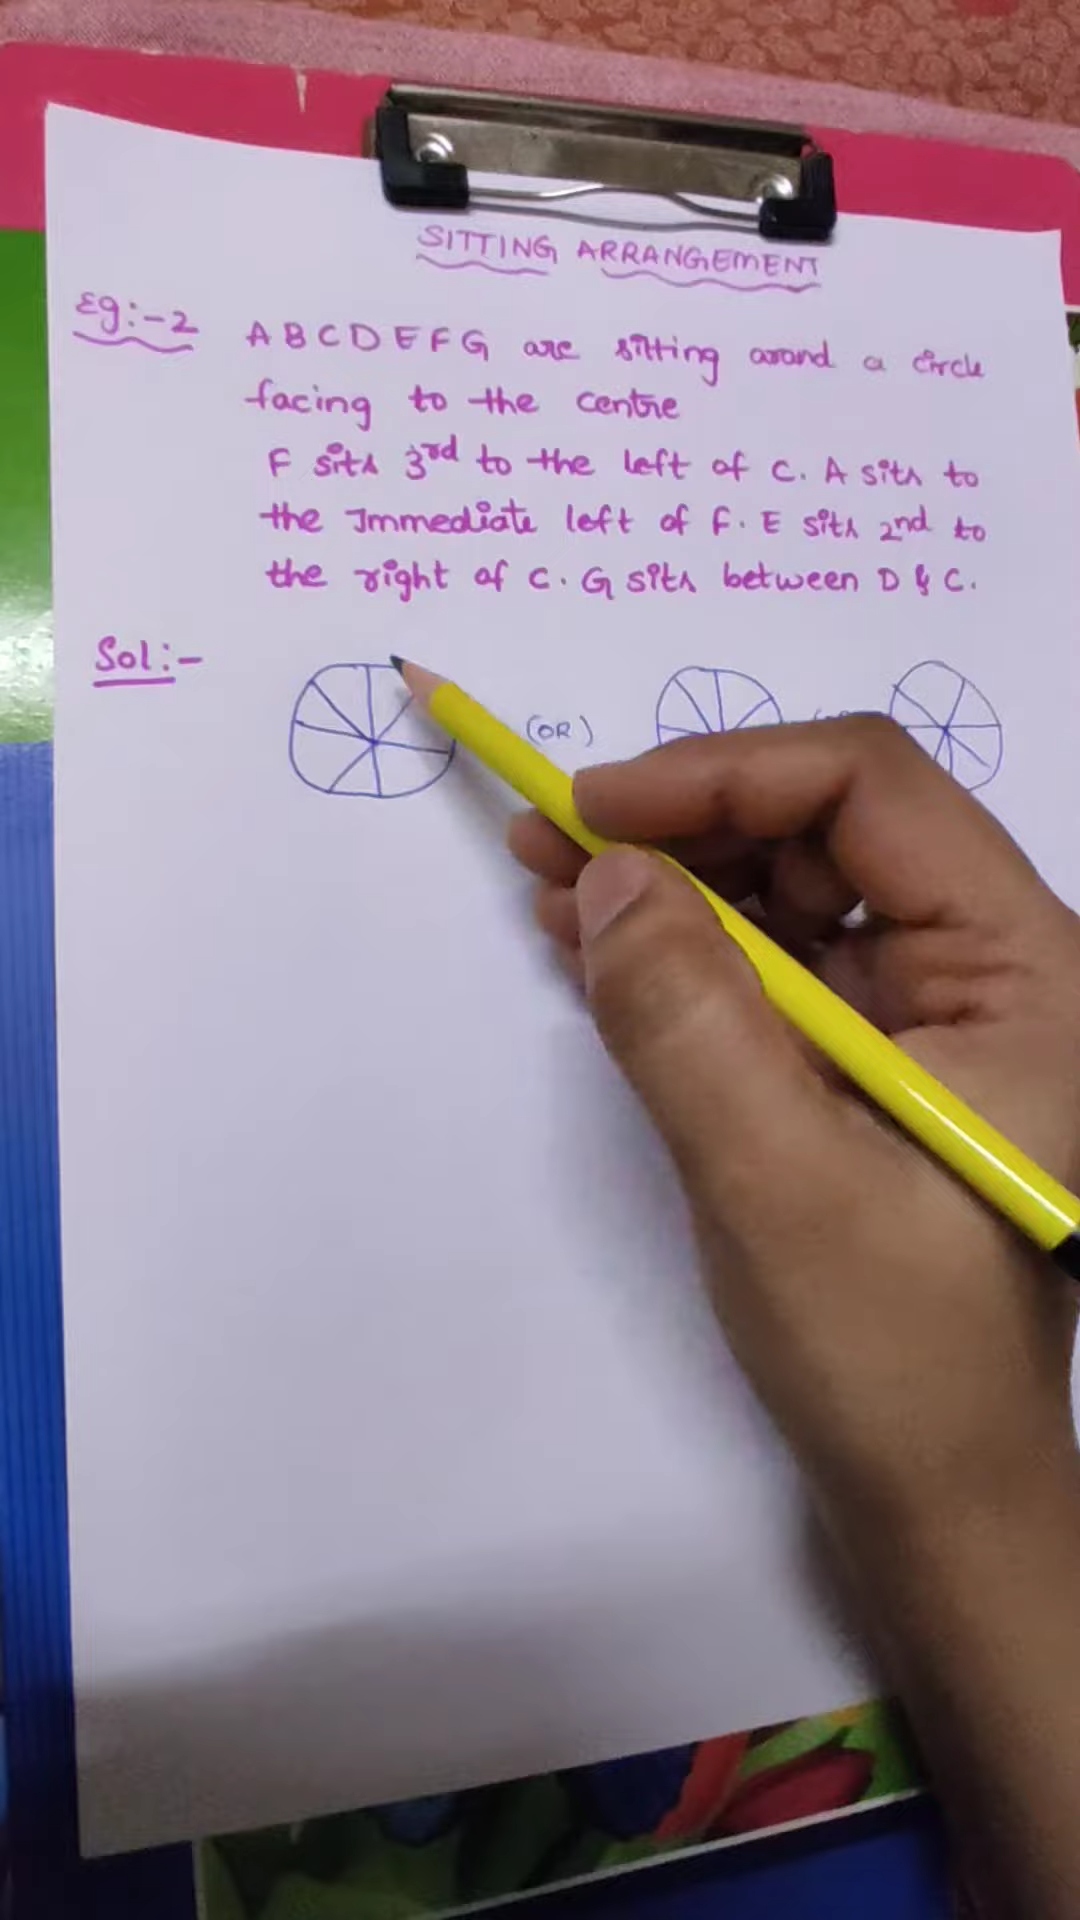 SITTING ARRANGEMENT
Eg:-2 A B C D E F G are sitting arond a circle
facing to the centre
F sits 3rd to the left of C. A sits to
the Immediate left of F. E sits 2nd to
the right of C. G sits between D & C.
Sol:-
(OR)